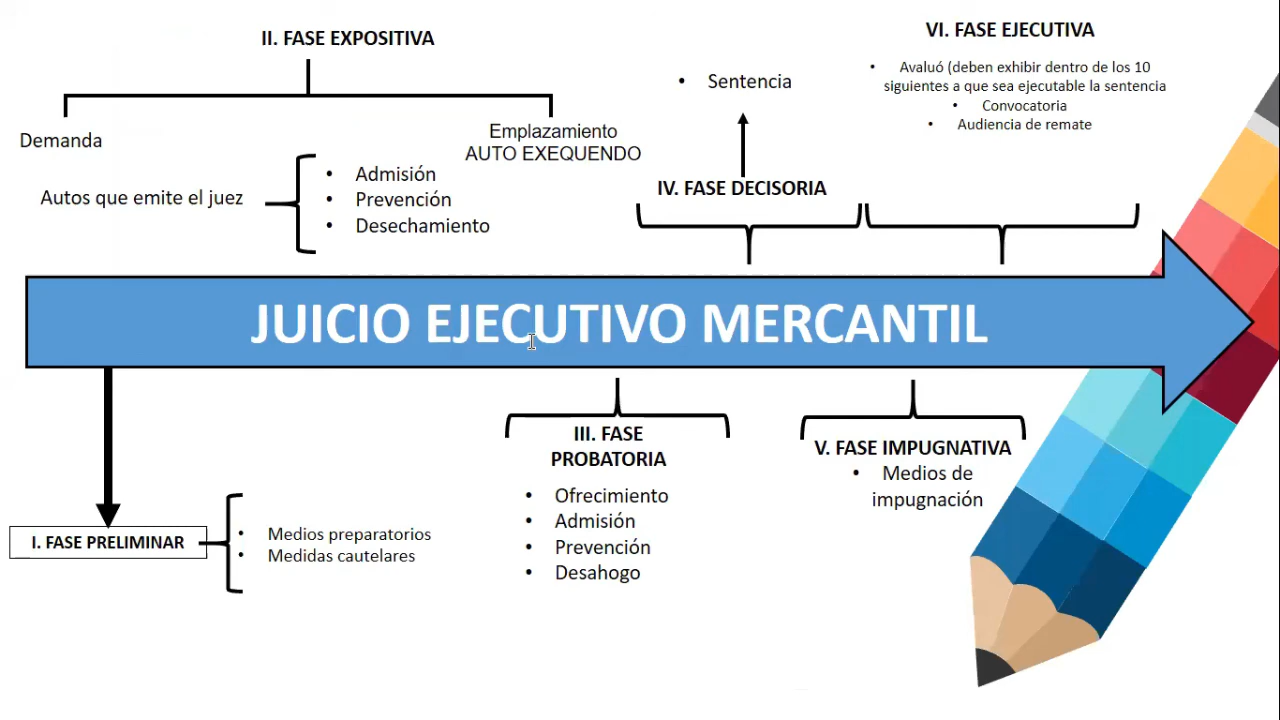 II. FASE EXPOSITIVA
Demanda
Emplazamiento
AUTO EXEQUENDO
Autos que emite el juez
• Admisión
• Prevención
• Desechamiento
• Sentencia
IV. FASE DECISORIA
VI. FASE EJECUTIVA
• Avaluó (deben exhibir dentro de los 10
siguientes a que sea ejecutable la sentencia
• Convocatoria
• Audiencia de remate
JUICIO EJECUTIVO MERCANTIL
I. FASE PRELIMINAR
• Medios preparatorios
• Medidas cautelares
III. FASE
PROBATORIA
• Ofrecimiento
• Admisión
• Prevención
• Desahogo
V. FASE IMPUGNATIVA
• Medios de
impugnación